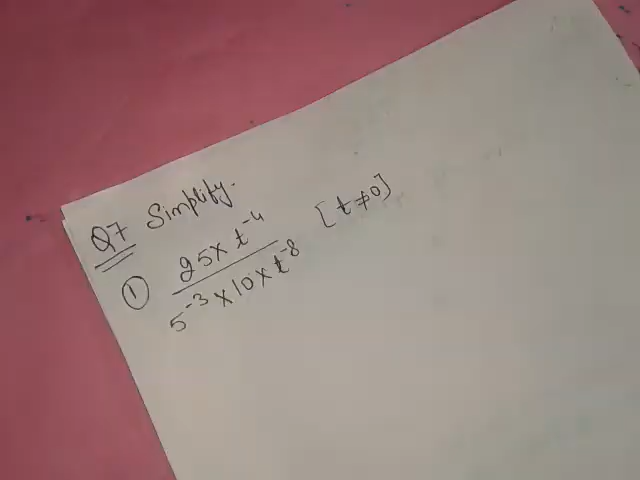 Q7 Simplify.
① 25 x t⁻⁴ [t≠0]
5⁻³ x 10 x t⁻⁸